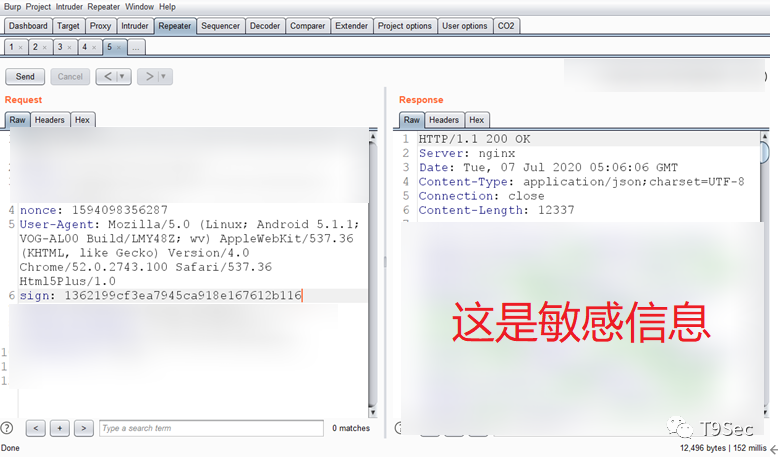 Burp Project Intruder Repeater Window Help
Dashboard Target Proxy Intruder Repeater Sequencer Decoder Comparer Extender Project options User options CO2
1 × 2 × 3 × 4 × 5 × ...
Send Cancel < | ▼ > | ▼
Request
Raw Headers Hex
4 nonce: 1594098356287
5 User-Agent: Mozilla/5.0 (Linux; Android 5.1.1;
VOG-AL00 Build/LMY48Z; wv) AppleWebKit/537.36
(KHTML, like Gecko) Version/4.0
Chrome/52.0.2743.100 Safari/537.36
Html5Plus/1.0
6 sign: 1362199cf3ea7945ca918e167612b116
1
1
1
? < + > Type a search term 0 matches
Response
Raw Headers Hex
1 HTTP/1.1 200 OK
2 Server: nginx
3 Date: Tue, 07 Jul 2020 05:06:06 GMT
4 Content-Type: application/json;charset=UTF-8
5 Connection: close
6 Content-Length: 12337
这是敏感信息
T9Sec
Done
12,496 bytes | 152 millis